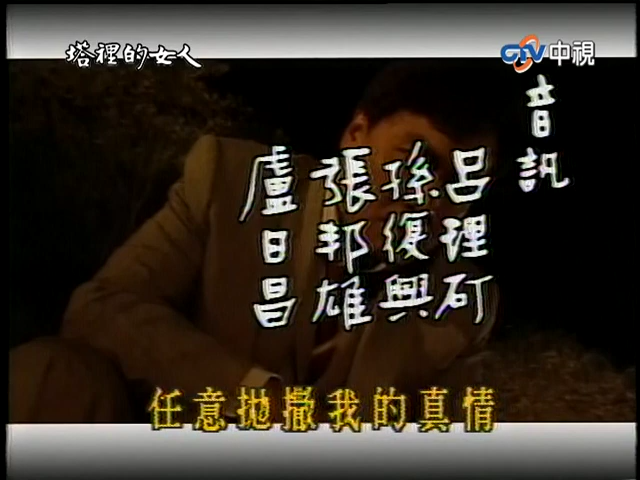 塔裡的女人
CTV中視
音訊
呂理矴
孫復興
張邦雄
盧日昌
任意拋撒我的真情